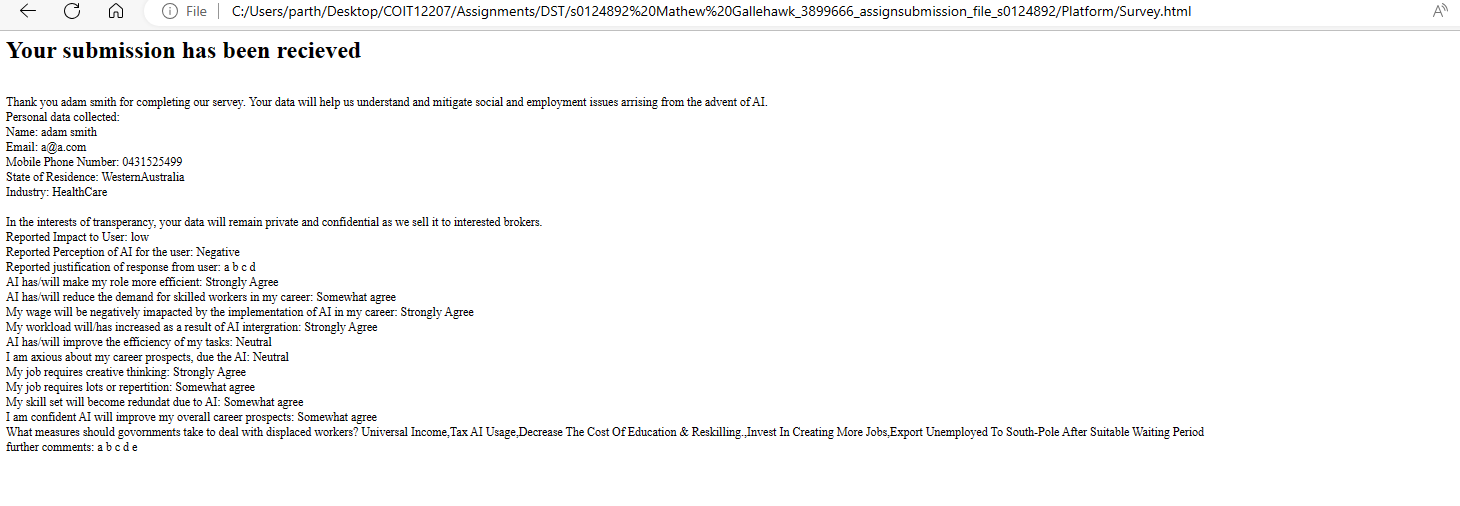 File C:/Users/parth/Desktop/COIT12207/Assignments/DST/s0124892%20Mathew%20Gallehawk_3899666_assignsubmission_file_s0124892/Platform/Survey.html
Your submission has been recieved
Thank you adam smith for completing our servey. Your data will help us understand and mitigate social and employment issues arrising from the advent of AI.
Personal data collected:
Name: adam smith
Email: a@a.com
Mobile Phone Number: 0431525499
State of Residence: WesternAustralia
Industry: HealthCare
In the interests of transperancy, your data will remain private and confidential as we sell it to interested brokers.
Reported Impact to User: low
Reported Perception of AI for the user: Negative
Reported justification of response from user: a b c d
AI has/will make my role more efficient: Strongly Agree
AI has/will reduce the demand for skilled workers in my career: Somewhat agree
My wage will be negatively imapacted by the implementation of AI in my career: Strongly Agree
My workload will/has increased as a result of AI intergration: Strongly Agree
AI has/will improve the efficiency of my tasks: Neutral
I am axious about my career prospects, due the AI: Neutral
My job requires creative thinking: Strongly Agree
My job requires lots or repertition: Somewhat agree
My skill set will become redundat due to AI: Somewhat agree
I am confident AI will improve my overall career prospects: Somewhat agree
What measures should govornments take to deal with displaced workers? Universal Income,Tax AI Usage,Decrease The Cost Of Education & Reskilling.,Invest In Creating More Jobs,Export Unemployed To South-Pole After Suitable Waiting Period
further comments: a b c d e